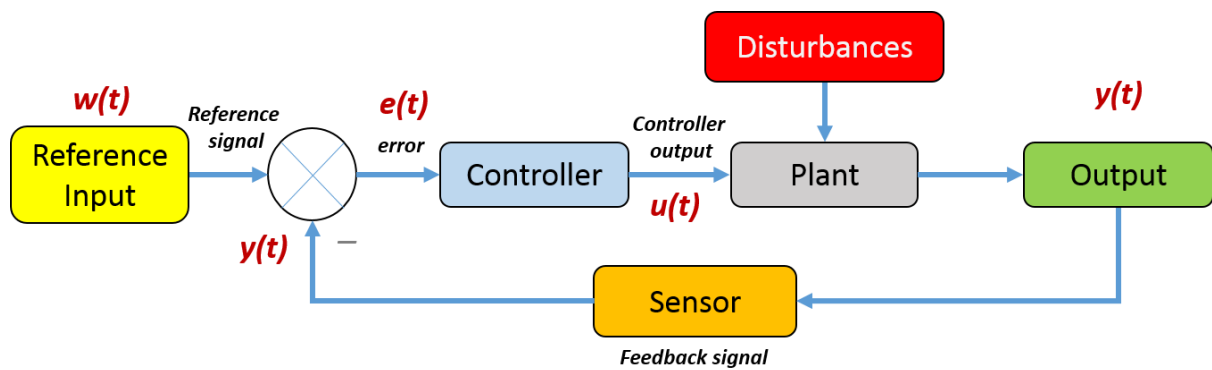 Disturbances
w(t)
Reference
signal
e(t)
error
Controller
output
y(t)
Reference
Input
Controller
Plant
Output
u(t)
y(t)
–
Sensor
Feedback signal